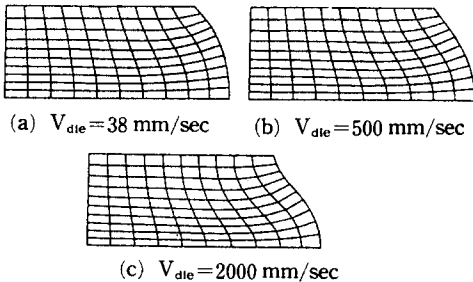 (a) V_die=38 mm/sec
(b) V_die=500 mm/sec
(c) V_die=2000 mm/sec